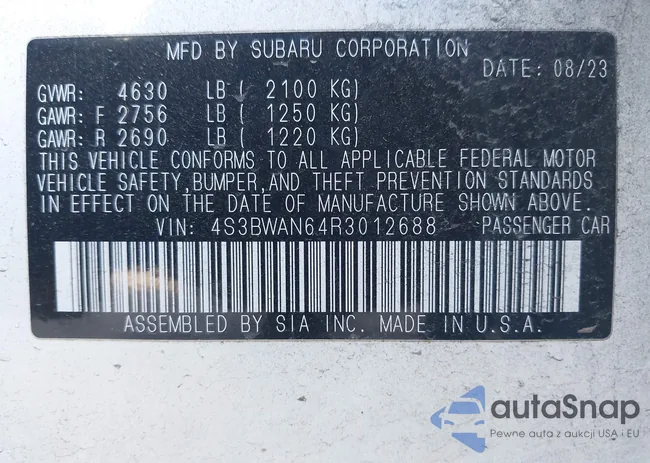 MFD BY SUBARU CORPORATION
DATE: 08/23
GVWR: 4630 LB ( 2100 KG)
GAWR: F 2756 LB ( 1250 KG)
GAWR: R 2690 LB ( 1220 KG)
THIS VEHICLE CONFORMS TO ALL APPLICABLE FEDERAL MOTOR
VEHICLE SAFETY,BUMPER,AND THEFT PREVENTION STANDARDS
IN EFFECT ON THE DATE OF MANUFACTURE SHOWN ABOVE.
VIN: 4S3BWAN64R3012688 PASSENGER CAR
ASSEMBLED BY SIA INC. MADE IN U.S.A.
autoSnap
Pewne auta z aukcji USA i EU